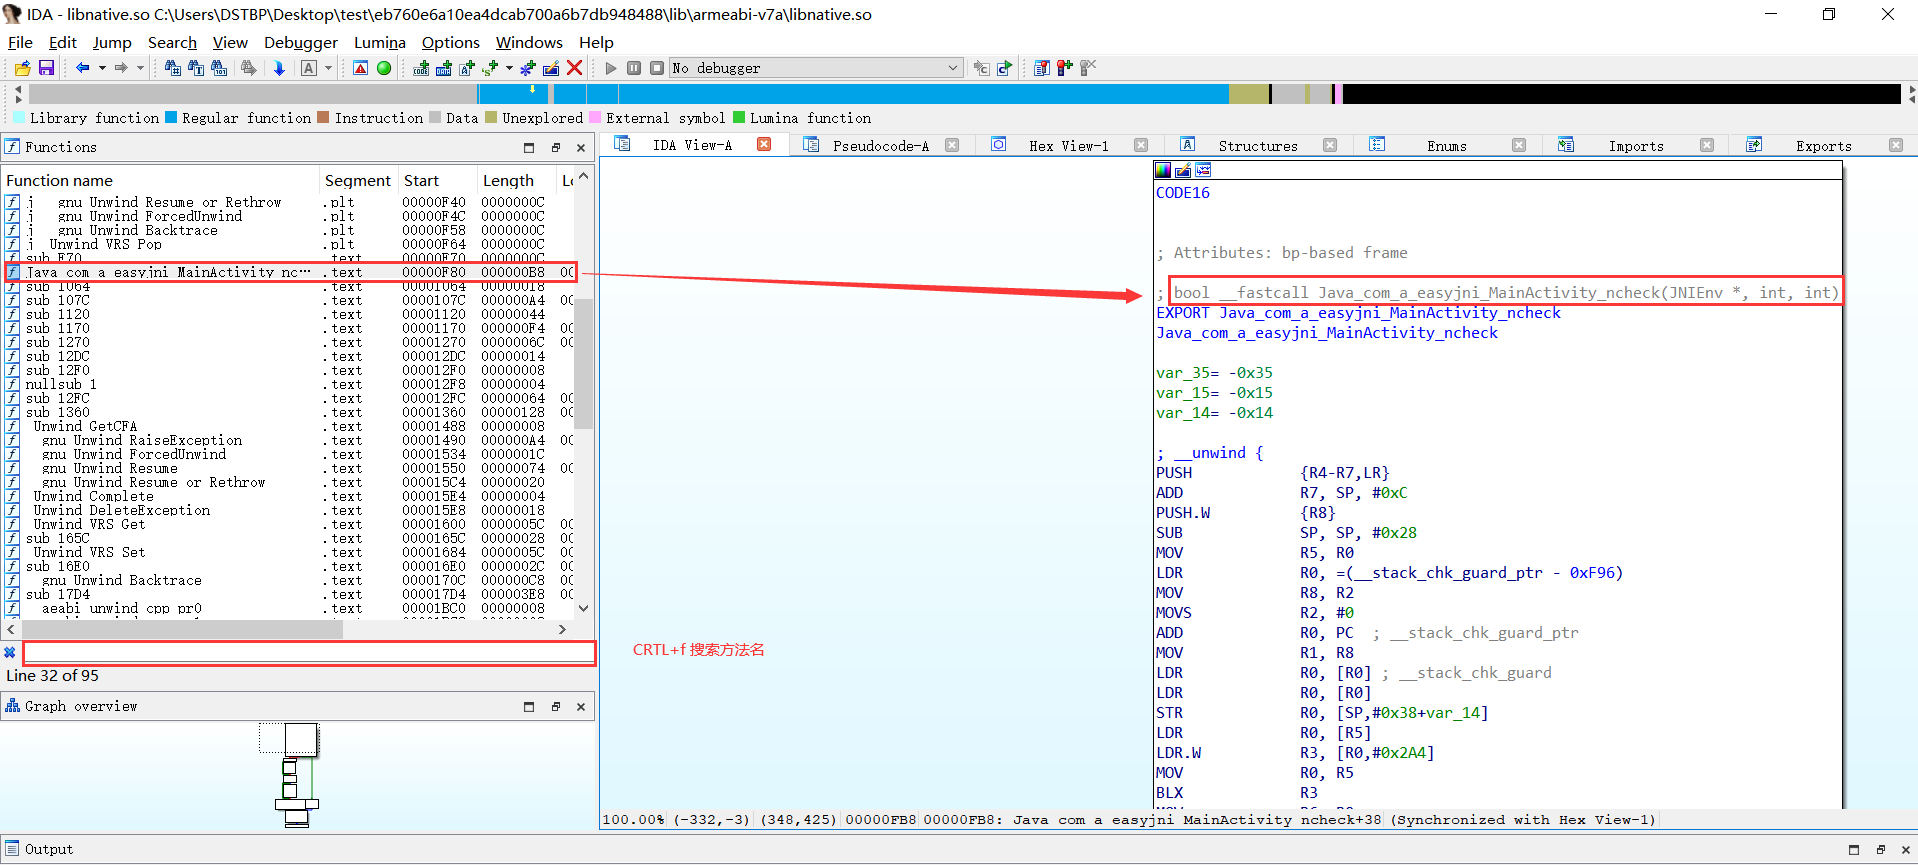 IDA - libnative.so C:\Users\DSTBP\Desktop\test\eb760e6a10ea4dcab700a6b7db948488\lib\armeabi-v7a\libnative.so
File Edit Jump Search View Debugger Lumina Options Windows Help
No debugger
Library function Regular function Instruction Data Unexplored External symbol Lumina function
Functions
Function name Segment Start Length
j gnu Unwind Resume or Rethrow .plt 00000F40 0000000C
j gnu Unwind ForcedUnwind .plt 00000F4C 0000000C
j gnu Unwind Backtrace .plt 00000F58 0000000C
j Unwind VRS Pop .plt 00000F64 0000000C
sub F70 .text 00000F70 0000000C
Java com a easyjni MainActivity nc… .text 00000F80 000000B8 00
sub 1064 .text 00001064 00000018
sub 107C .text 0000107C 000000A4 00
sub 1120 .text 00001120 00000044
sub 1170 .text 00001170 000000F4 00
sub 1270 .text 00001270 0000006C 00
sub 12DC .text 000012DC 00000014
sub 12F0 .text 000012F0 00000008
nullsub 1 .text 000012F8 00000004
sub 12FC .text 000012FC 00000064 00
sub 1360 .text 00001360 00000128 00
Unwind GetCFA .text 00001488 00000008
gnu Unwind RaiseException .text 00001490 000000A4 00
gnu Unwind ForcedUnwind .text 00001534 0000001C
gnu Unwind Resume .text 00001550 00000074 00
gnu Unwind Resume or Rethrow .text 000015C4 00000020
Unwind Complete .text 000015E4 00000004
Unwind DeleteException .text 000015E8 00000018
Unwind VRS Get .text 00001600 0000005C 00
sub 165C .text 0000165C 00000028 00
Unwind VRS Set .text 00001684 0000005C 00
sub 16E0 .text 000016E0 0000002C 00
gnu Unwind Backtrace .text 0000170C 000000C8 00
sub 17D4 .text 000017D4 000003E8 00
aeabi unwind cpp pr0 .text 00001BC0 00000008
Line 32 of 95
Graph overview
IDA View-A Pseudocode-A Hex View-1 Structures Enums Imports Exports
CODE16
; Attributes: bp-based frame
; bool __fastcall Java_com_a_easyjni_MainActivity_ncheck(JNIEnv *, int, int)
EXPORT Java_com_a_easyjni_MainActivity_ncheck
Java_com_a_easyjni_MainActivity_ncheck
var_35= -0x35
var_15= -0x15
var_14= -0x14
; __unwind {
PUSH {R4-R7,LR}
ADD R7, SP, #0xC
PUSH.W {R8}
SUB SP, SP, #0x28
MOV R5, R0
LDR R0, =(__stack_chk_guard_ptr - 0xF96)
MOV R8, R2
MOVS R2, #0
ADD R0, PC ; __stack_chk_guard_ptr
MOV R1, R8
LDR R0, [R0] ; __stack_chk_guard
LDR R0, [R0]
STR R0, [SP,#0x38+var_14]
LDR R0, [R5]
LDR.W R3, [R0,#0x2A4]
MOV R0, R5
BLX R3
CRTL+f 搜索方法名
100.00% (-332,-3) (348,425) 00000FB8 00000FB8: Java com a easyjni MainActivity ncheck+38 (Synchronized with Hex View-1)
Output